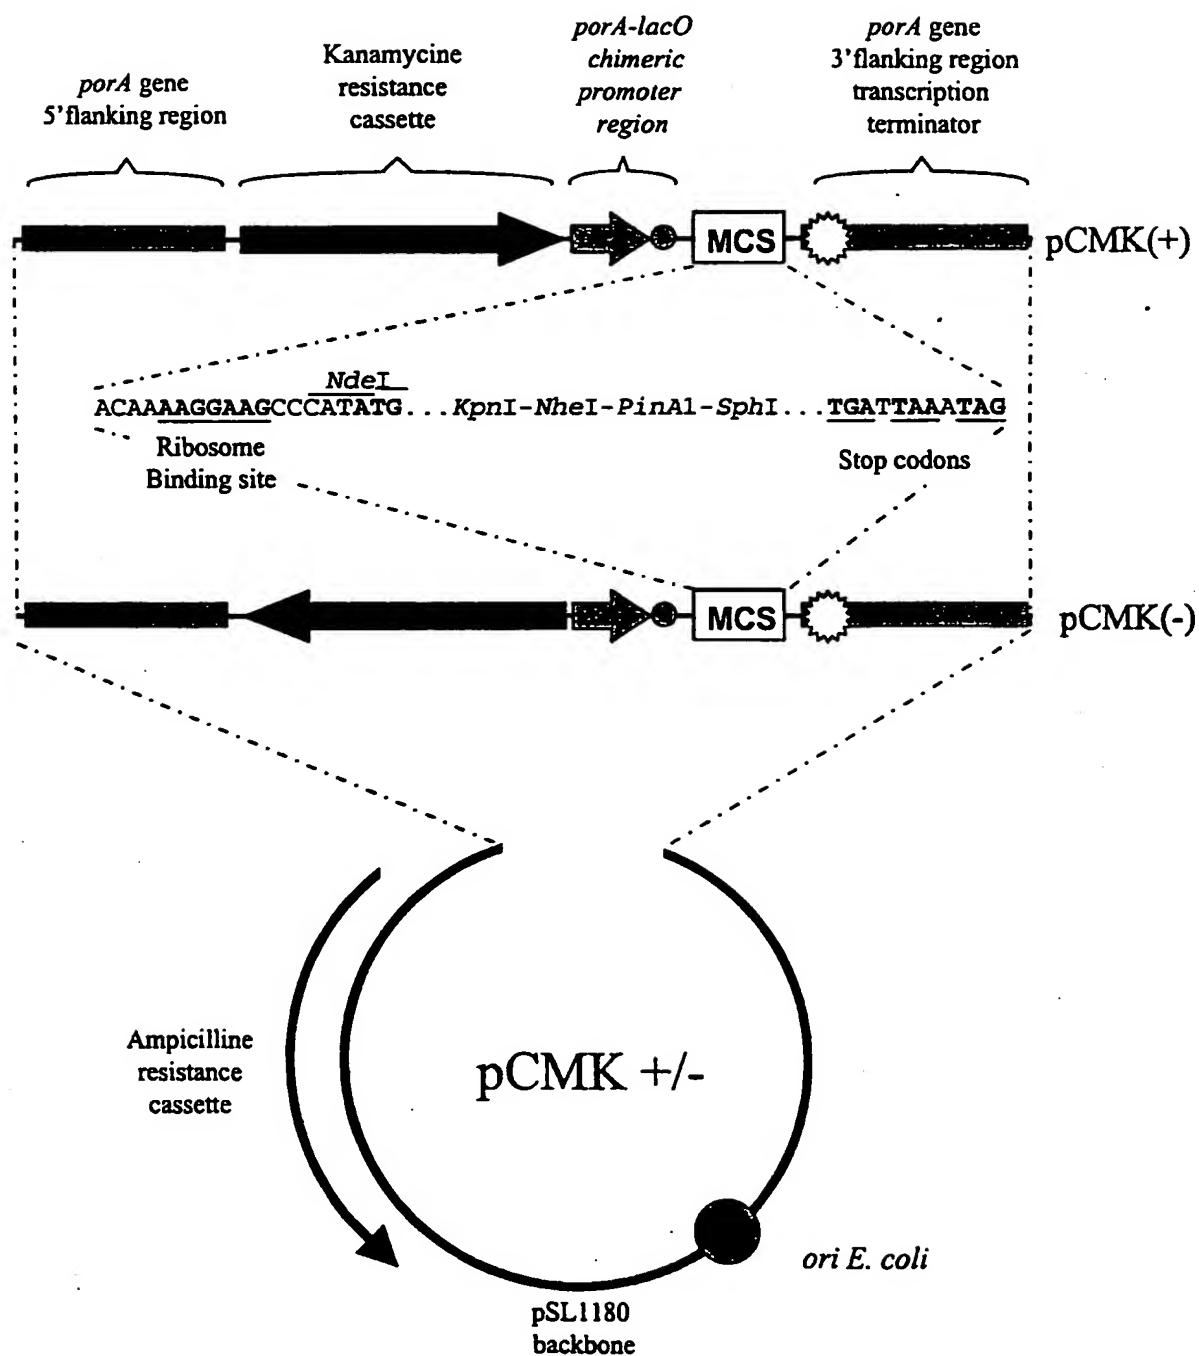 porA gene
5'flanking region
Kanamycine
resistance
cassette
porA-lacO
chimeric
promoter
region
porA gene
3'flanking region
transcription
terminator
MCS
pCMK(+)
NdeI
ACAAAAGGAAGCCCCATATG...KpnI-NheI-PinA1-SphI...TGATTAAATAG
Ribosome
Binding site
Stop codons
MCS
pCMK(-)
Ampicilline
resistance
cassette
pCMK +/-
ori E. coli
pSL1180
backbone